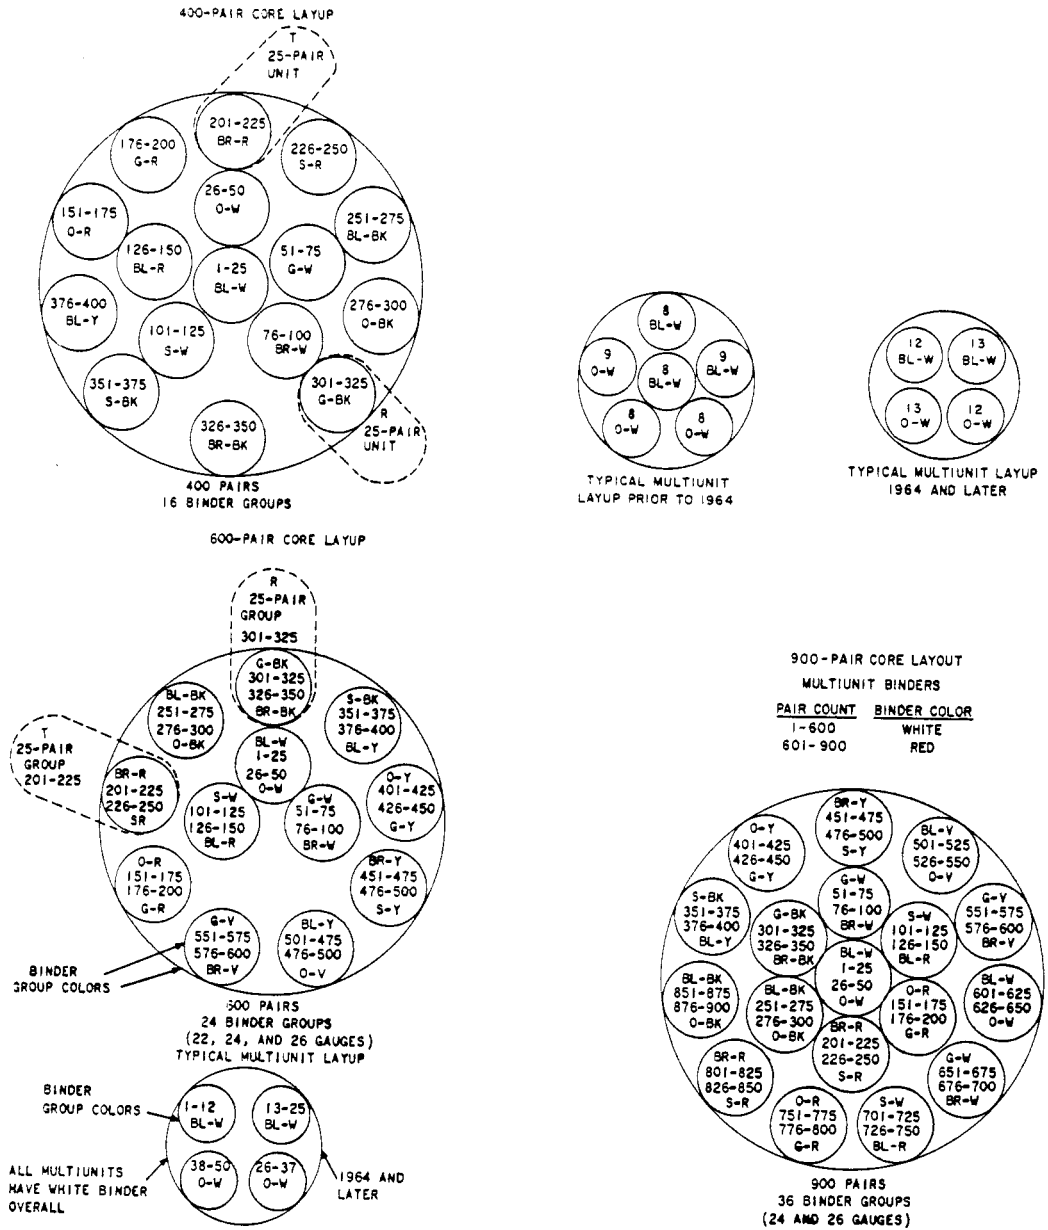 400-PAIR CORE LAYUP
T
25-PAIR
UNIT
201-225
BR-R
176-200
G-R
226-250
S-R
26-50
O-W
151-175
O-R
251-275
BL-BK
126-150
BL-R
51-75
G-W
1-25
BL-W
376-400
BL-Y
276-300
O-BK
101-125
S-W
76-100
BR-W
351-375
S-BK
301-325
G-BK
R
25-PAIR
UNIT
326-350
BR-BK
400 PAIRS
16 BINDER GROUPS
8
BL-W
9
O-W
8
BL-W
9
BL-W
8
O-W
8
O-W
TYPICAL MULTIUNIT
LAYUP PRIOR TO 1964
12
BL-W
13
BL-W
13
O-W
12
O-W
TYPICAL MULTIUNIT LAYUP
1964 AND LATER
600-PAIR CORE LAYUP
R
25-PAIR
GROUP
301-325
G-BK
301-325
326-350
BR-BK
BL-BK
251-275
276-300
O-BK
S-BK
351-375
376-400
BL-Y
T
25-PAIR
GROUP
201-225
BL-W
1-25
26-50
O-W
BR-R
201-225
226-250
SR
O-Y
401-425
426-450
G-Y
S-W
101-125
126-150
BL-R
G-W
51-75
76-100
BR-W
O-R
151-175
176-200
G-R
BR-Y
451-475
476-500
S-Y
G-V
551-575
576-600
BR-V
BL-Y
501-475
476-500
O-V
BINDER
GROUP COLORS
600 PAIRS
24 BINDER GROUPS
(22, 24, AND 26 GAUGES)
TYPICAL MULTIUNIT LAYUP
BINDER
GROUP COLORS
1-12
BL-W
13-25
BL-W
38-50
O-W
26-37
O-W
ALL MULTIUNITS
HAVE WHITE BINDER
OVERALL
1964 AND
LATER
900-PAIR CORE LAYOUT
MULTIUNIT BINDERS
PAIR COUNT BINDER COLOR
1-600 WHITE
601-900 RED
BR-Y
451-475
476-500
S-Y
O-Y
401-425
426-450
G-Y
BL-V
501-525
526-550
O-V
G-W
51-75
76-100
BR-W
S-BK
351-375
376-400
BL-Y
G-V
551-575
576-600
BR-V
G-BK
301-325
326-350
BR-BK
S-W
101-125
126-150
BL-R
BL-W
1-25
26-50
O-W
BL-BK
851-875
876-900
O-BK
BL-W
601-625
626-650
O-W
BL-BK
251-275
276-300
O-BK
O-R
151-175
176-200
G-R
BR-R
201-225
226-250
S-R
BR-R
801-825
826-850
S-R
G-W
651-675
676-700
BR-W
O-R
751-775
776-800
G-R
S-W
701-725
726-750
BL-R
900 PAIRS
36 BINDER GROUPS
(24 AND 26 GAUGES)